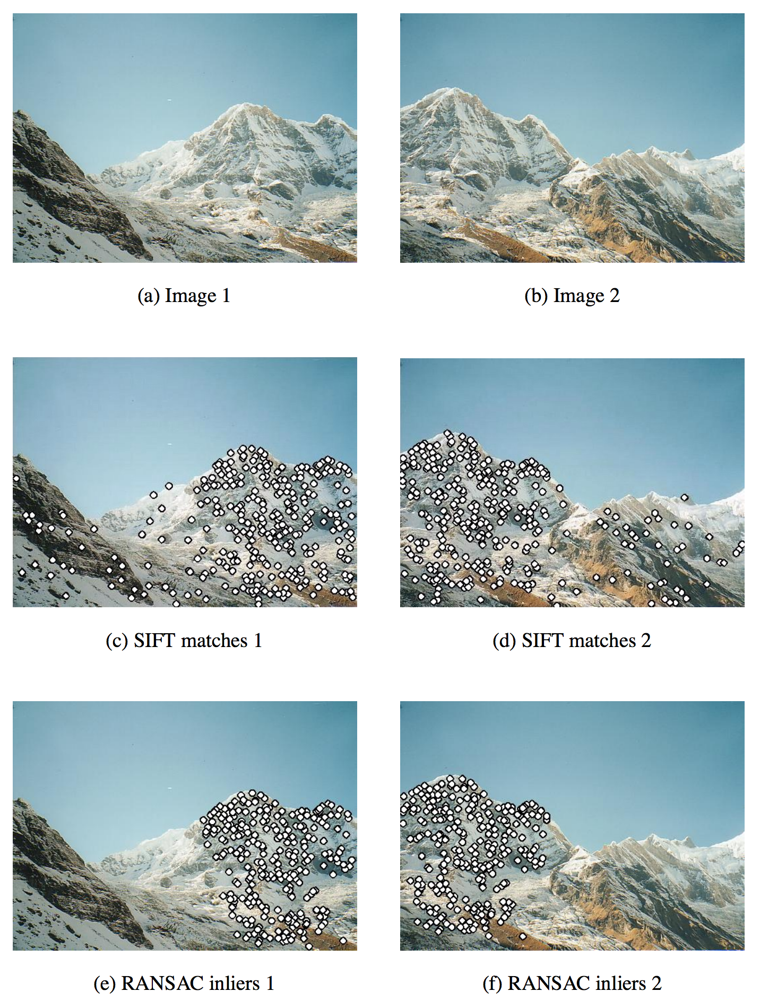 (a) Image 1
(b) Image 2
(c) SIFT matches 1
(d) SIFT matches 2
(e) RANSAC inliers 1
(f) RANSAC inliers 2